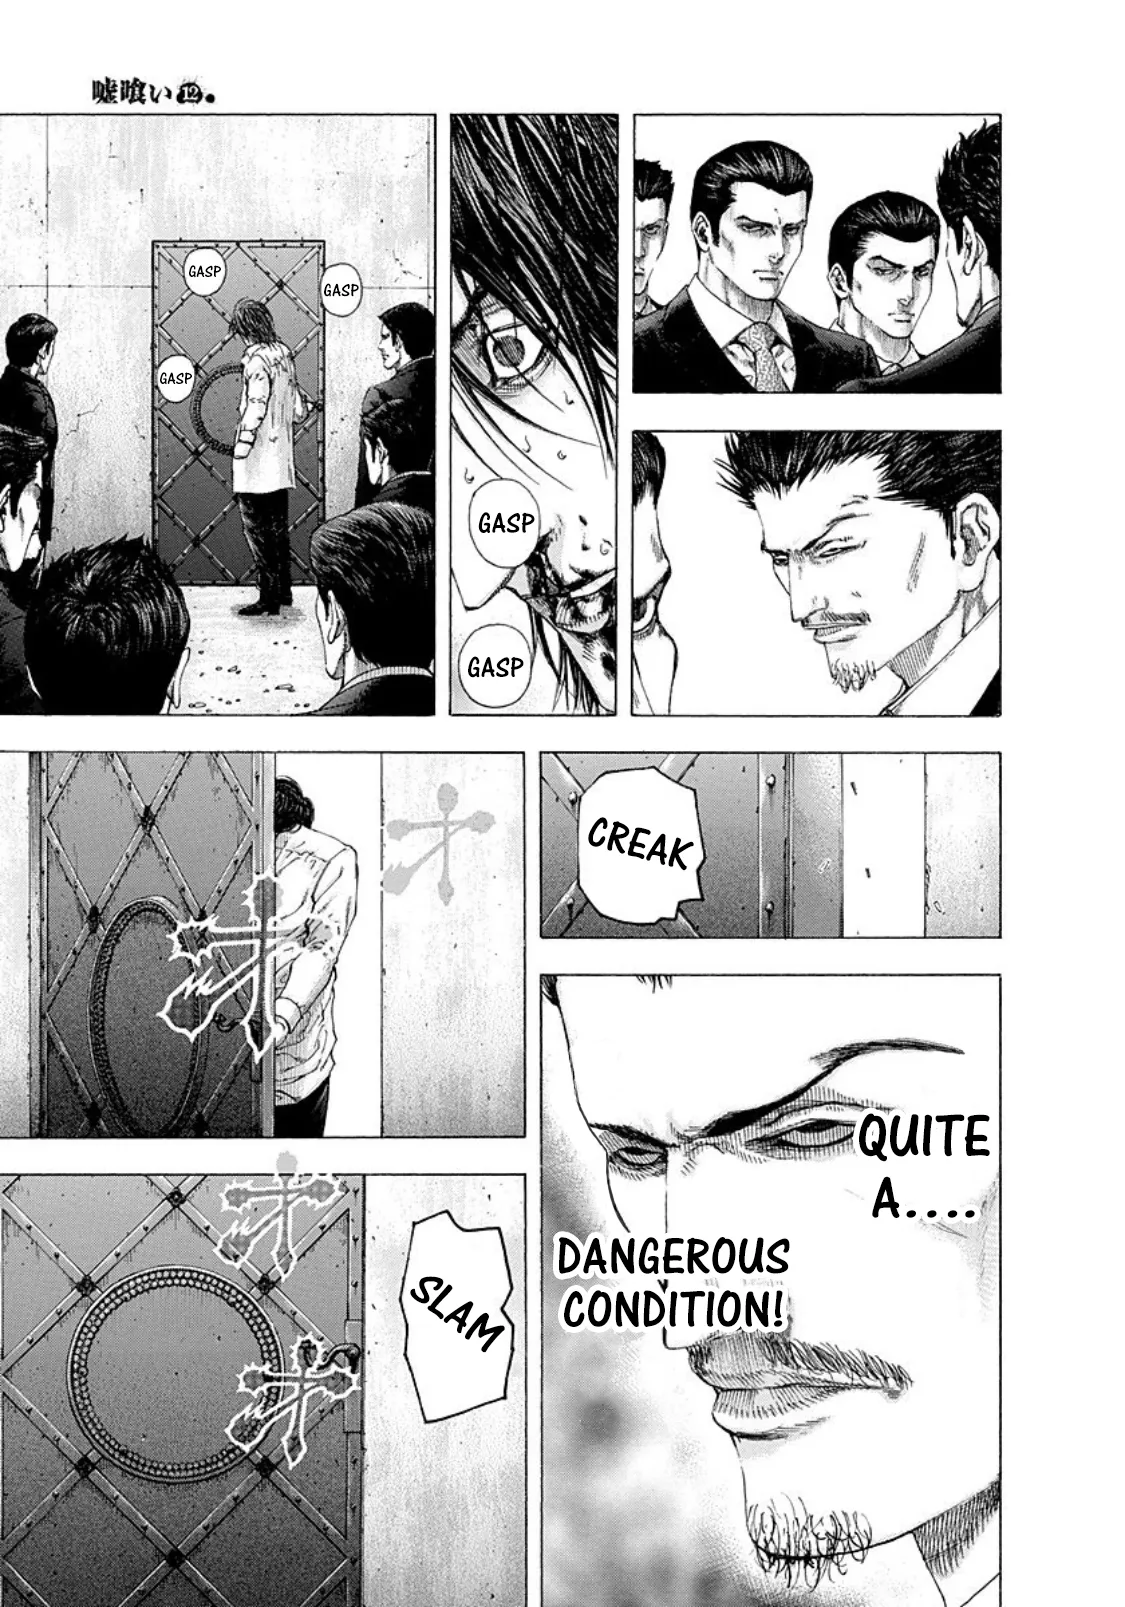 嘘喰い12
GASP
GASP
GASP
GASP
GASP
CREAK
QUITE
A....
DANGEROUS
CONDITION!
SLAM